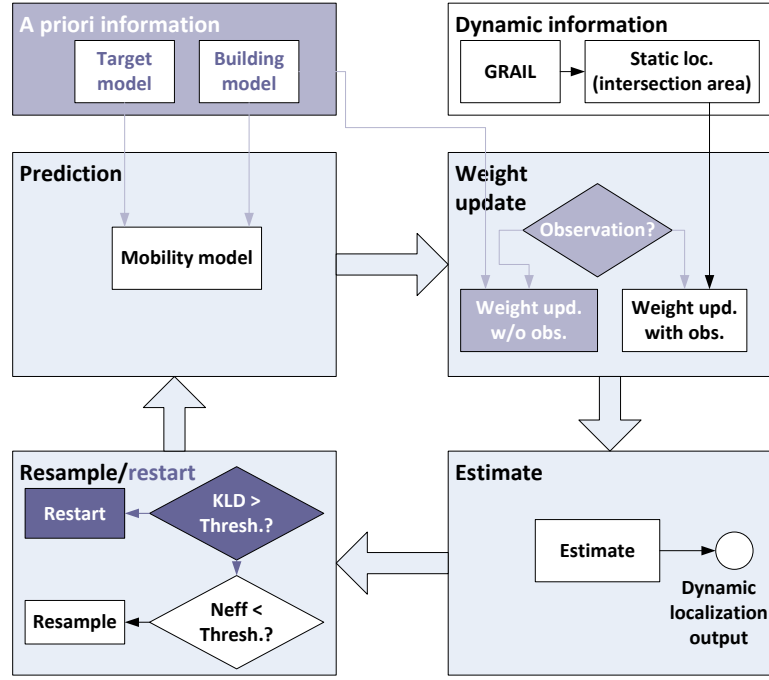 A priori information
Target
model
Building
model
Dynamic information
GRAIL
Static loc.
(intersection area)
Prediction
Mobility model
Weight
update
Observation?
Weight upd.
w/o obs.
Weight upd.
with obs.
Resample/restart
Restart
KLD >
Thresh.?
Resample
Neff <
Thresh.?
Estimate
Estimate
Dynamic
localization
output